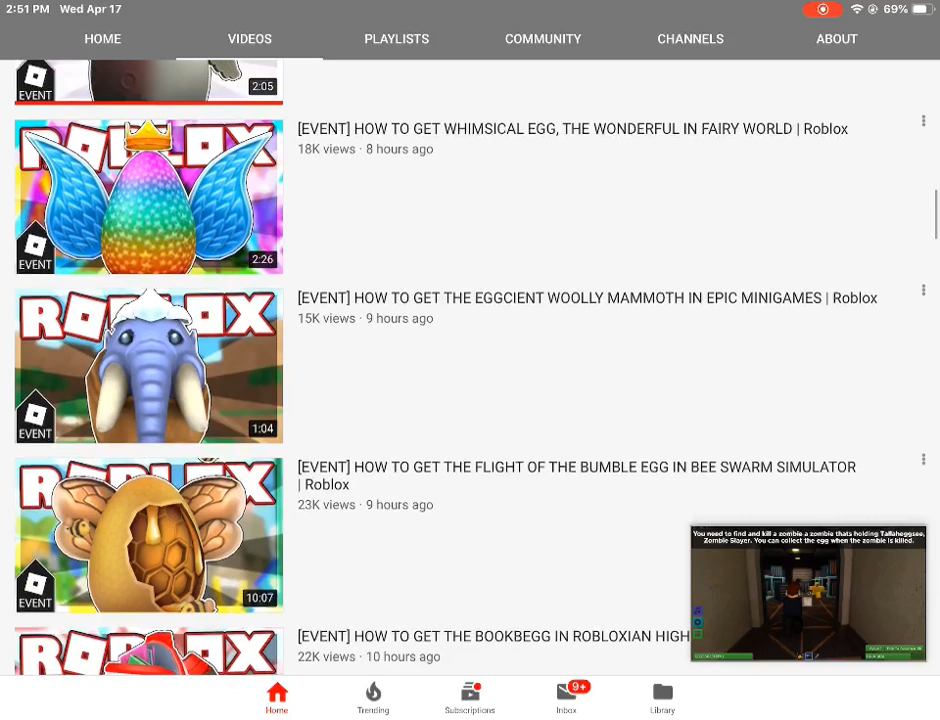 2:51 PM Wed Apr 17 69%
HOME VIDEOS PLAYLISTS COMMUNITY CHANNELS ABOUT
EVENT
2:05
ROBLOX
EVENT
2:26
[EVENT] HOW TO GET WHIMSICAL EGG, THE WONDERFUL IN FAIRY WORLD | Roblox
18K views · 8 hours ago
ROBLOX
EVENT
1:04
[EVENT] HOW TO GET THE EGGCIENT WOOLLY MAMMOTH IN EPIC MINIGAMES | Roblox
15K views · 9 hours ago
ROBLOX
EVENT
10:07
[EVENT] HOW TO GET THE FLIGHT OF THE BUMBLE EGG IN BEE SWARM SIMULATOR
| Roblox
23K views · 9 hours ago
You need to find and kill a zombie a zombie thats holding Tallaheggsee,
Zombie Slayer. You can collect the egg when the zombie is killed.
[EVENT] HOW TO GET THE BOOKBEGG IN ROBLOXIAN HIGH
22K views · 10 hours ago
9+
Home Trending Subscriptions Inbox Library